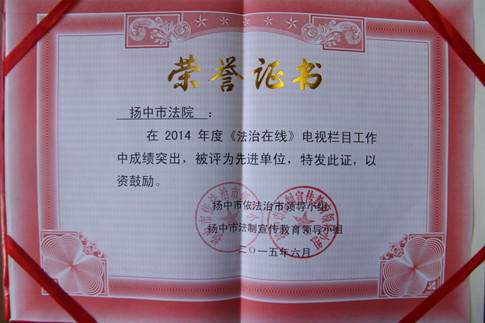 荣誉证书
扬中市法院 ：
在 2014 年度《法治在线》电视栏目工作
中成绩突出，被评为先进单位，特发此证，以
资鼓励。
扬中市依法治市领导小组
扬中市法制宣传教育领导小组
二〇一五年六月